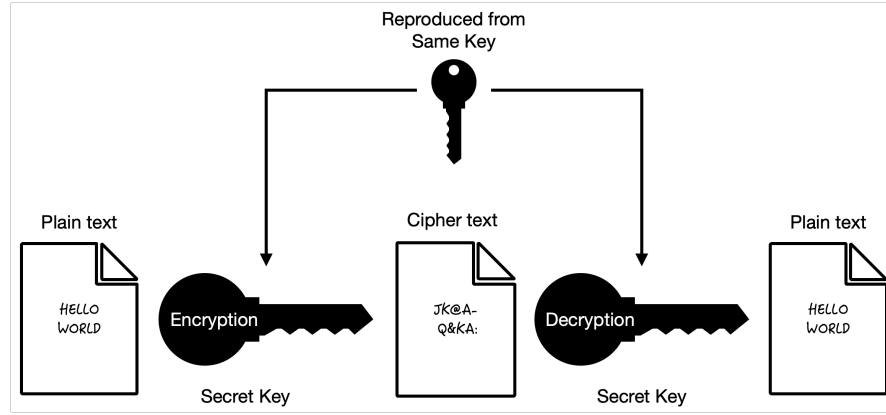 Reproduced from
Same Key
Plain text
Cipher text
Plain text
HELLO
WORLD
Encryption
JK@A-
Q&KA:
Decryption
HELLO
WORLD
Secret Key
Secret Key